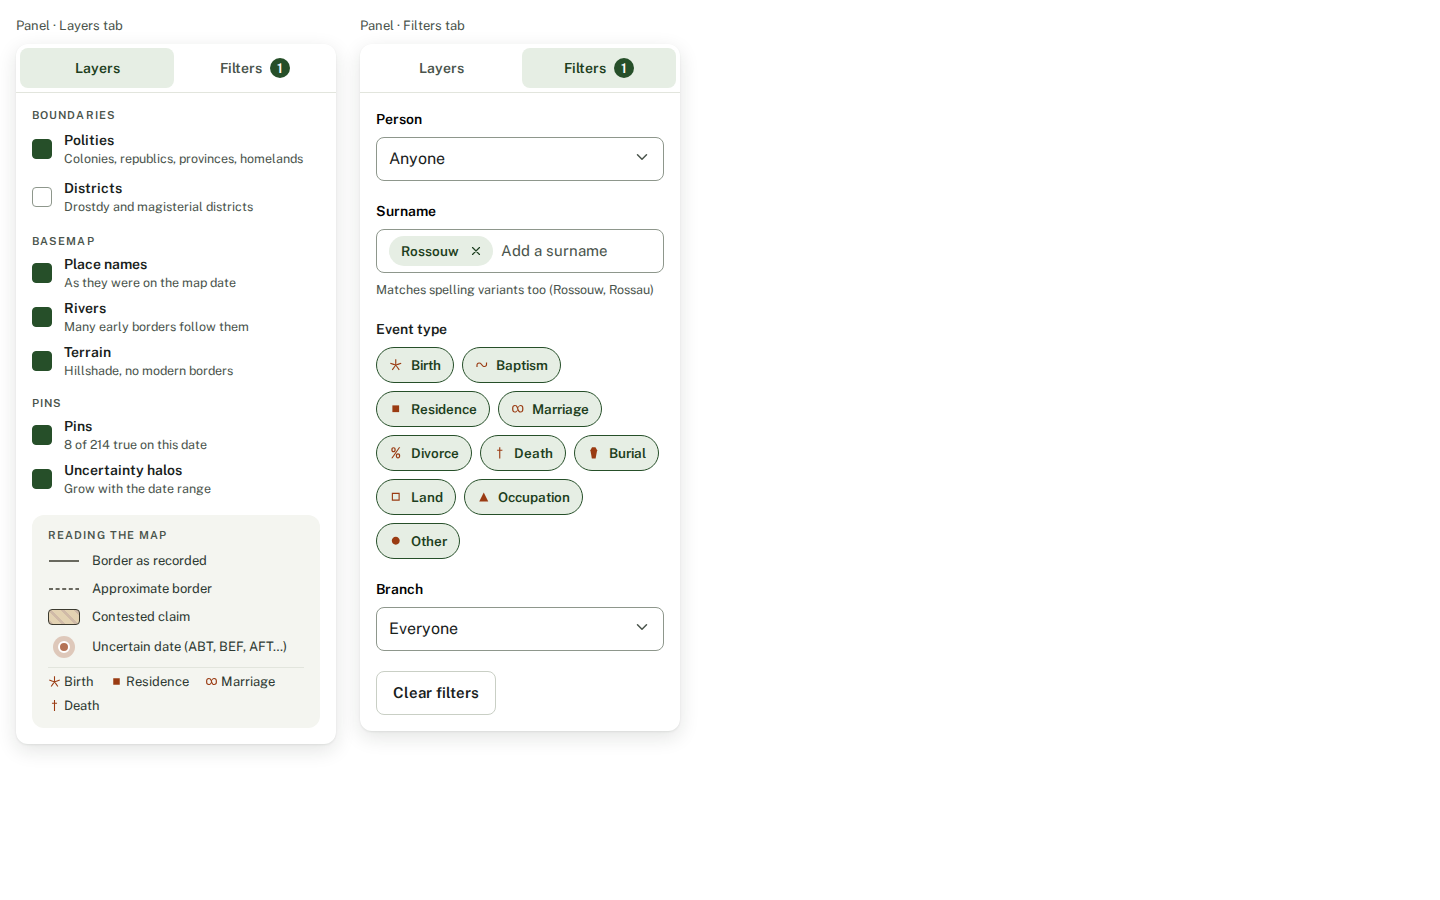 Panel · Layers tab
Layers
Filters 1
BOUNDARIES
Polities
Colonies, republics, provinces, homelands
Districts
Drostdy and magisterial districts
BASEMAP
Place names
As they were on the map date
Rivers
Many early borders follow them
Terrain
Hillshade, no modern borders
PINS
Pins
8 of 214 true on this date
Uncertainty halos
Grow with the date range
READING THE MAP
Border as recorded
Approximate border
Contested claim
Uncertain date (ABT, BEF, AFT...)
Birth Residence Marriage
Death
Panel · Filters tab
Layers
Filters 1
Person
Anyone
Surname
Rossouw Add a surname
Matches spelling variants too (Rossouw, Rossau)
Event type
Birth Baptism
Residence Marriage
Divorce Death Burial
Land Occupation
Other
Branch
Everyone
Clear filters